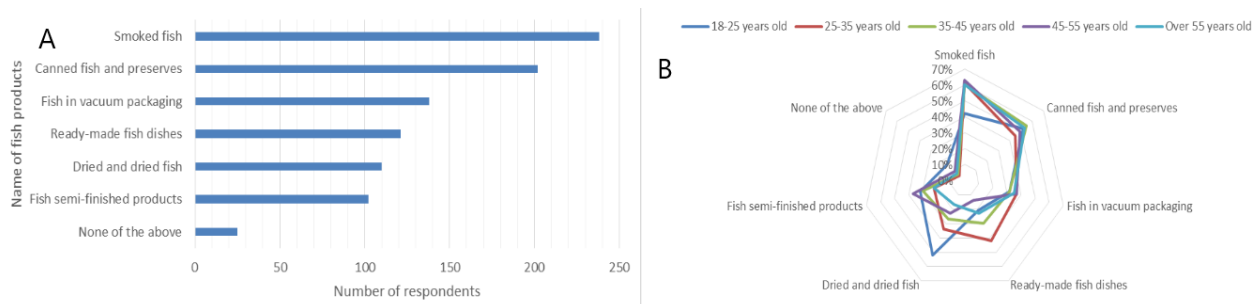 A
Name of fish products
Smoked fish
Canned fish and preserves
Fish in vacuum packaging
Ready-made fish dishes
Dried and dried fish
Fish semi-finished products
None of the above
0 50 100 150 200 250
Number of respondents
18-25 years old 25-35 years old 35-45 years old 45-55 years old Over 55 years old
B
Smoked fish
70%
60%
50%
40%
30%
20%
10%
0%
Canned fish and preserves
Fish in vacuum packaging
Ready-made fish dishes
Dried and dried fish
Fish semi-finished products
None of the above